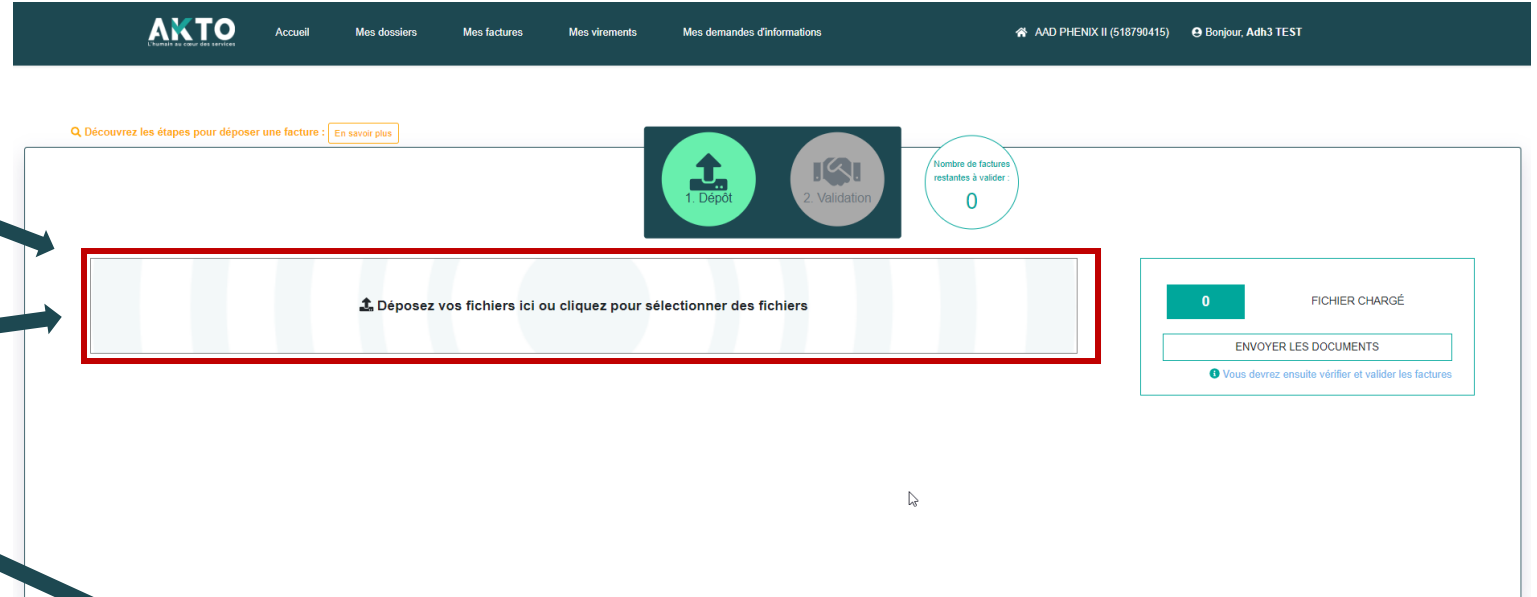 AKTO
L'humain au cœur des services
Accueil
Mes dossiers
Mes factures
Mes virements
Mes demandes d'informations
AAD PHENIX II (518790415)
Bonjour, Adh3 TEST
Découvrez les étapes pour déposer une facture :
En savoir plus
1. Dépôt
2. Validation
Nombre de factures
restantes à valider :
0
Déposez vos fichiers ici ou cliquez pour sélectionner des fichiers
0
FICHIER CHARGÉ
ENVOYER LES DOCUMENTS
Vous devrez ensuite vérifier et valider les factures